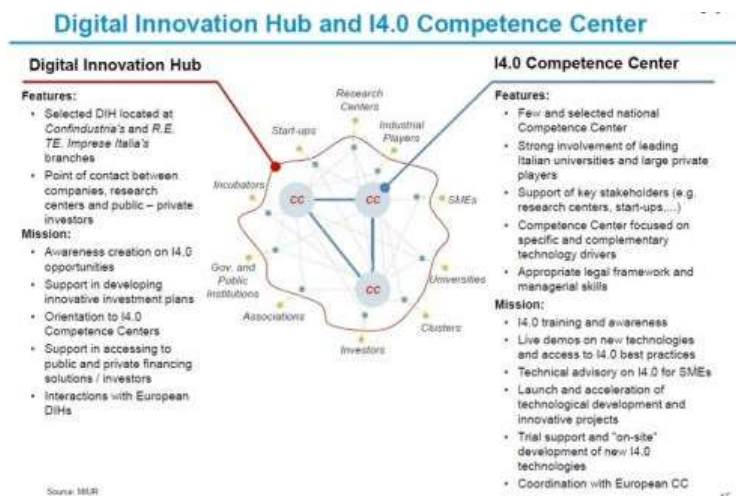 Digital Innovation Hub and I4.0 Competence Center
Digital Innovation Hub
Features:
• Selected DIH located at
Confindustria's and R.E.
TE. Imprese Italia's
branches
• Point of contact between
companies, research
centers and public – private
investors
Mission:
• Awareness creation on I4.0
opportunities
• Support in developing
innovative investment plans
• Orientation to I4.0
Competence Centers
• Support in accessing to
public and private financing
solutions / investors
• Interactions with European
DIHs
Research
Centers
Start-ups
Industrial
Players
Incubators
SMEs
CC
CC
CC
Gov. and
Public
Institutions
Universities
Associations
Clusters
Investors
I4.0 Competence Center
Features:
• Few and selected national
Competence Center
• Strong involvement of leading
Italian universities and large private
players
• Support of key stakeholders (e.g.
research centers, start-ups,...)
• Competence Center focused on
specific and complementary
technology drivers
• Appropriate legal framework and
managerial skills
Mission:
• I4.0 training and awareness
• Live demos on new technologies
and access to I4.0 best practices
• Technical advisory on I4.0 for SMEs
• Launch and acceleration of
technological development and
innovative projects
• Trial support and "on-site"
development of new I4.0
technologies
• Coordination with European CC
Source: MIUR